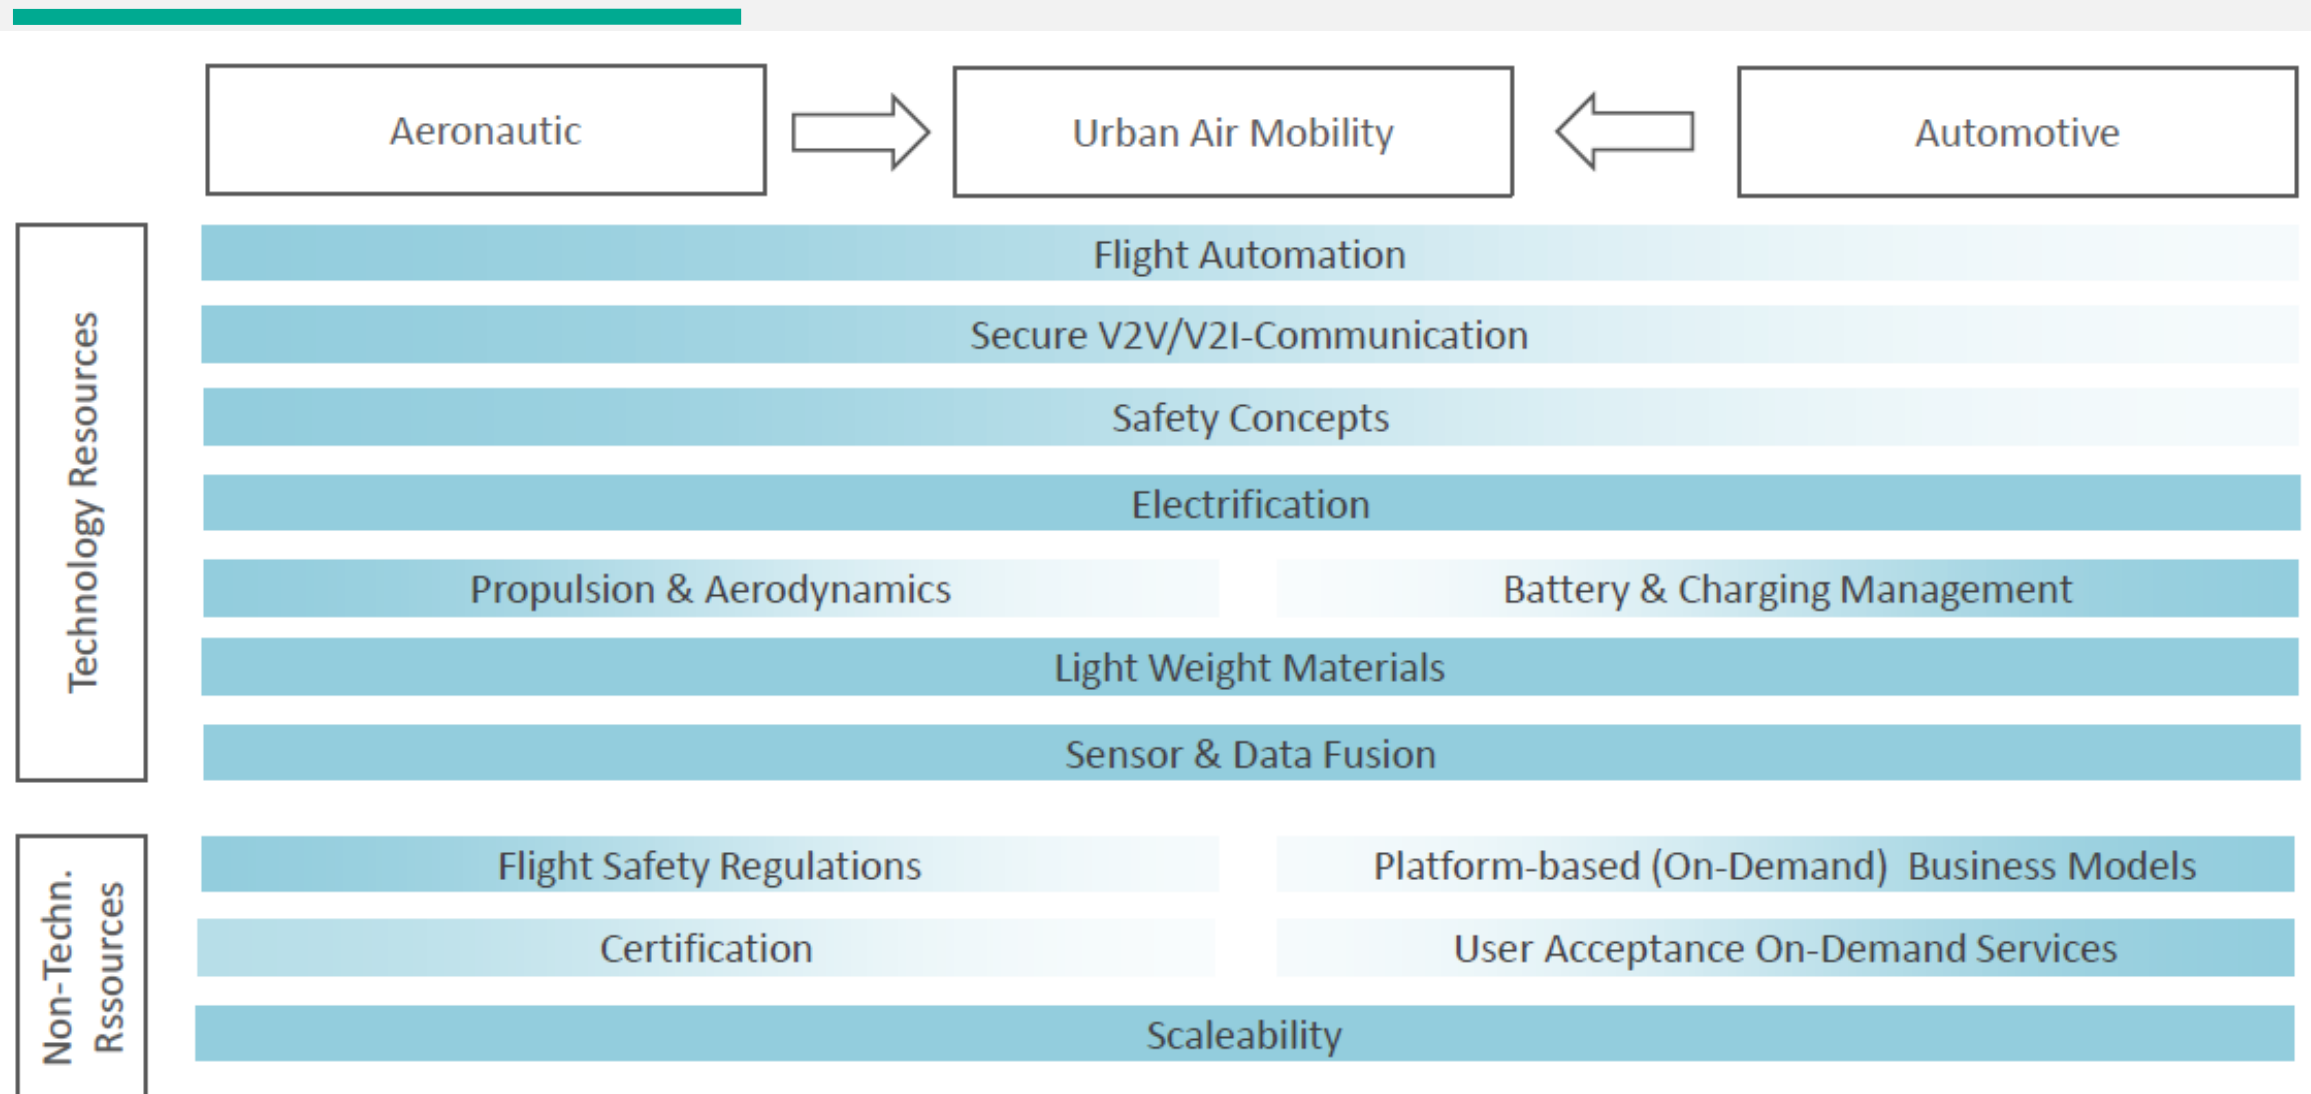 Aeronautic
Urban Air Mobility
Automotive
Technology Resources
Flight Automation
Secure V2V/V2I-Communication
Safety Concepts
Electrification
Propulsion & Aerodynamics
Battery & Charging Management
Light Weight Materials
Sensor & Data Fusion
Non-Techn.
Rssources
Flight Safety Regulations
Platform-based (On-Demand) Business Models
Certification
User Acceptance On-Demand Services
Scaleability